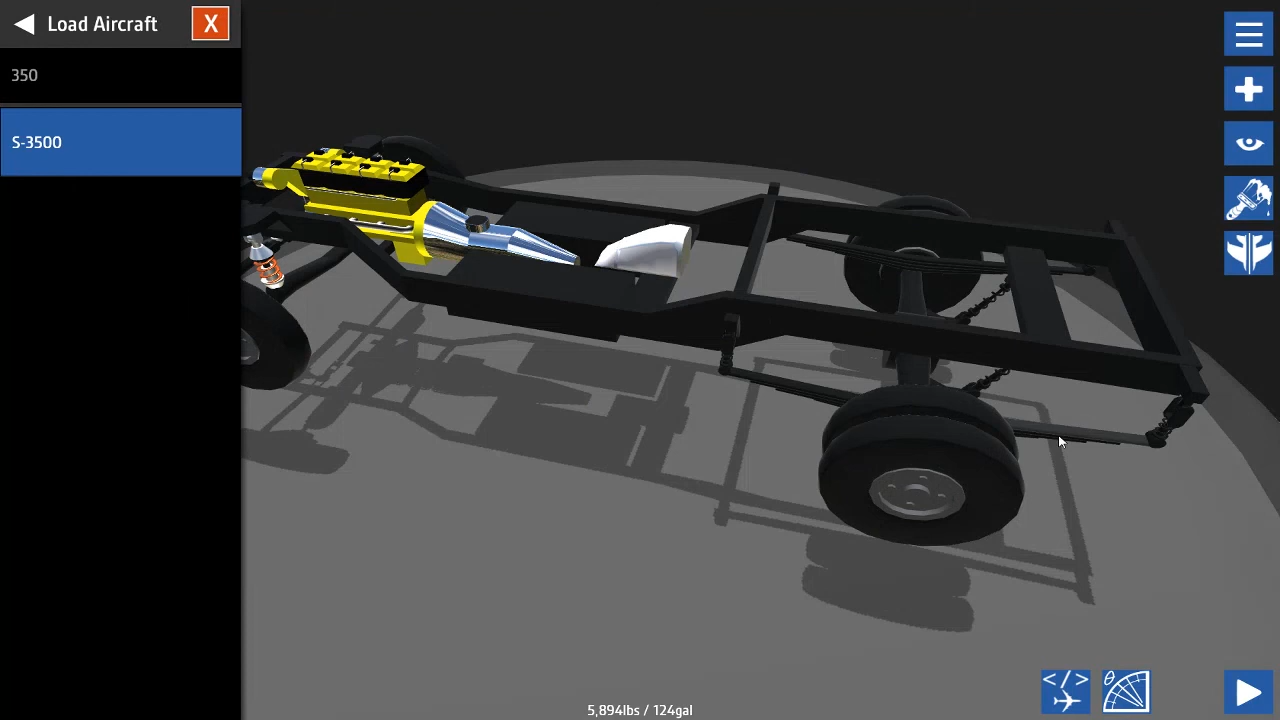 Load Aircraft
X
350
S-3500
</>
θ
5,894lbs / 124gal